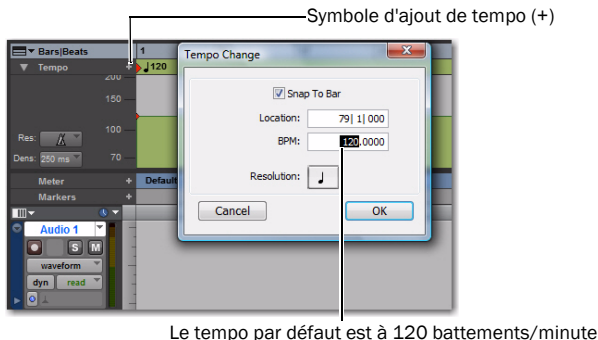 Symbole d'ajout de tempo (+)
Bars|Beats
1
Tempo +
120
200
150
100
70
Res:
Dens: 250 ms
Meter +
Default
Markers +
Audio 1
S M
waveform
dyn read
Tempo Change
X
Snap To Bar
Location: 79| 1| 000
BPM: 120.0000
Resolution:
Cancel OK
Le tempo par défaut est à 120 battements/minute